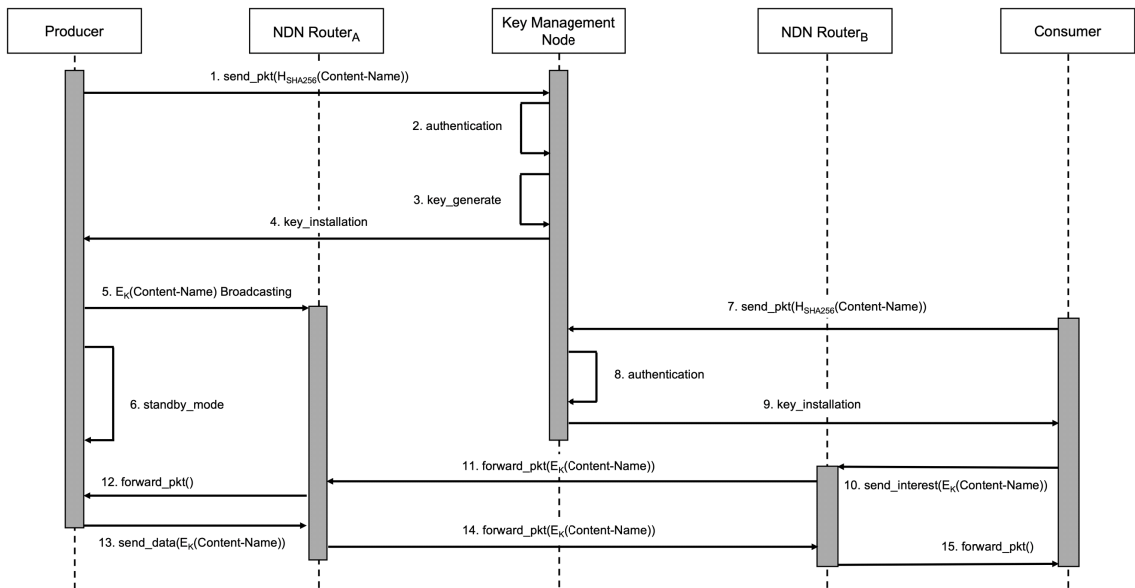 Producer
NDN RouterA
Key Management
Node
NDN RouterB
Consumer
1. send_pkt(HSHA256(Content-Name))
2. authentication
3. key_generate
4. key_installation
5. EK(Content-Name) Broadcasting
7. send_pkt(HSHA256(Content-Name))
8. authentication
6. standby_mode
9. key_installation
11. forward_pkt(EK(Content-Name))
12. forward_pkt()
10. send_interest(EK(Content-Name))
14. forward_pkt(EK(Content-Name))
13. send_data(EK(Content-Name))
15. forward_pkt()